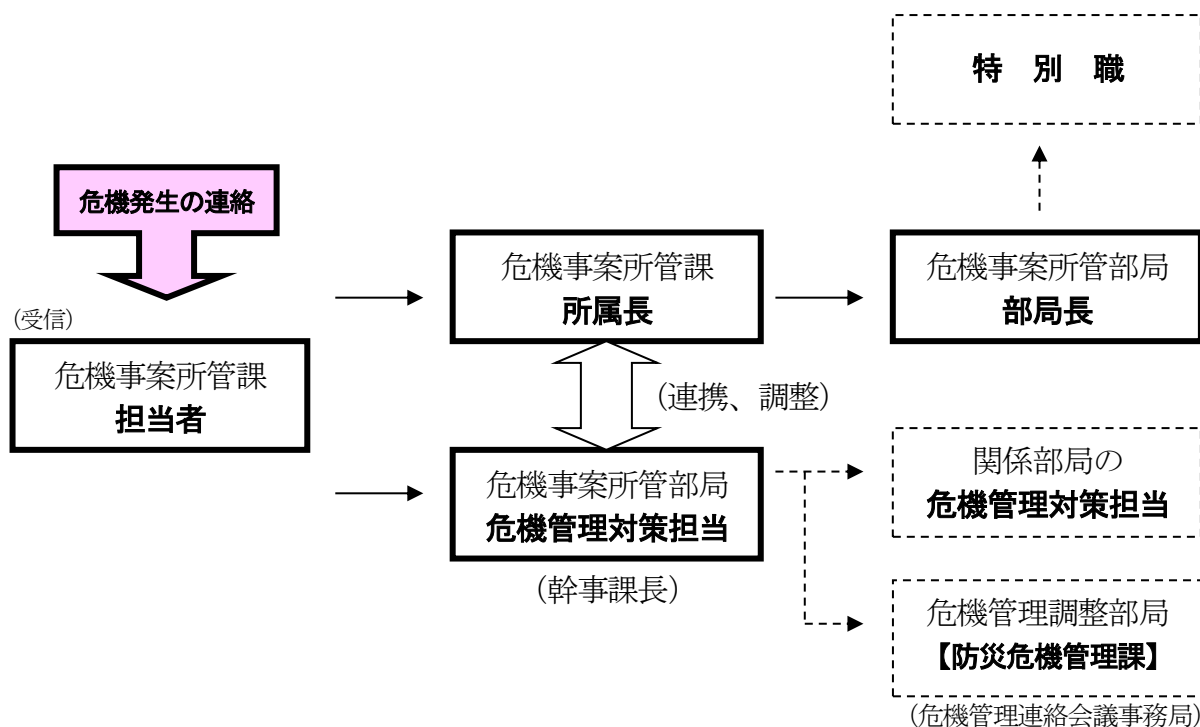 特 別 職
危機発生の連絡
(受信)
危機事案所管課
担当者
危機事案所管課
所属長
危機事案所管部局
部局長
(連携、調整)
危機事案所管部局
危機管理対策担当
(幹事課長)
関係部局の
危機管理対策担当
危機管理調整部局
【防災危機管理課】
(危機管理連絡会議事務局)